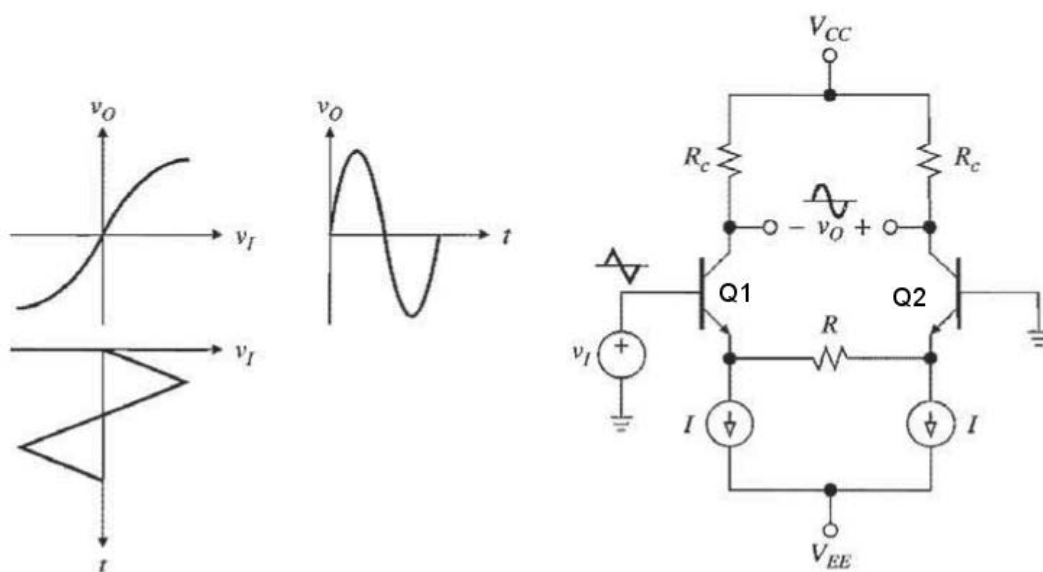 v_O
v_I
v_I
t
v_O
t
V_CC
R_c
R_c
− v_O +
Q1
Q2
R
v_I
+
I
I
V_EE